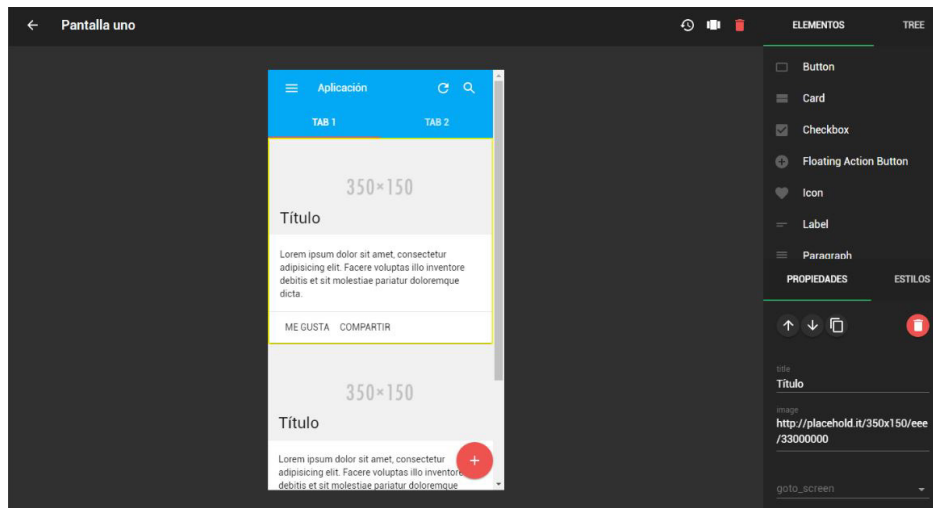 Pantalla uno
ELEMENTOS
TREE
Button
Card
Checkbox
Floating Action Button
Icon
Label
Paragraph
Aplicación
TAB 1
TAB 2
350×150
Título
Lorem ipsum dolor sit amet, consectetur
adipisicing elit. Facere voluptas illo inventore
debitis et sit molestiae pariatur doloremque
dicta.
ME GUSTA COMPARTIR
350×150
Título
Lorem ipsum dolor sit amet, consectetur
adipisicing elit. Facere voluptas illo inventore
debitis et sit molestiae pariatur doloremque
PROPIEDADES
ESTILOS
title
Título
image
http://placehold.it/350x150/eee
/33000000
goto_screen